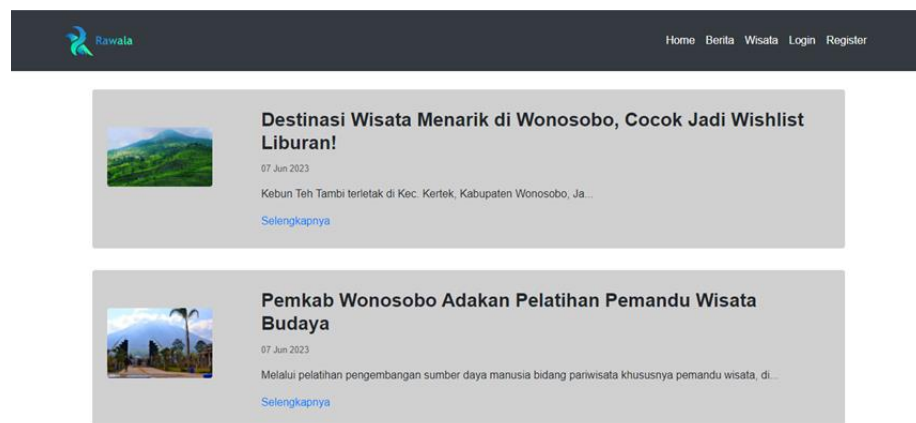 Rawala
Home Berita Wisata Login Register
Destinasi Wisata Menarik di Wonosobo, Cocok Jadi Wishlist
Liburan!
07 Jun 2023
Kebun Teh Tambi terletak di Kec. Kertek, Kabupaten Wonosobo, Ja...
Selengkapnya
Pemkab Wonosobo Adakan Pelatihan Pemandu Wisata
Budaya
07 Jun 2023
Melalui pelatihan pengembangan sumber daya manusia bidang pariwisata khususnya pemandu wisata, di...
Selengkapnya